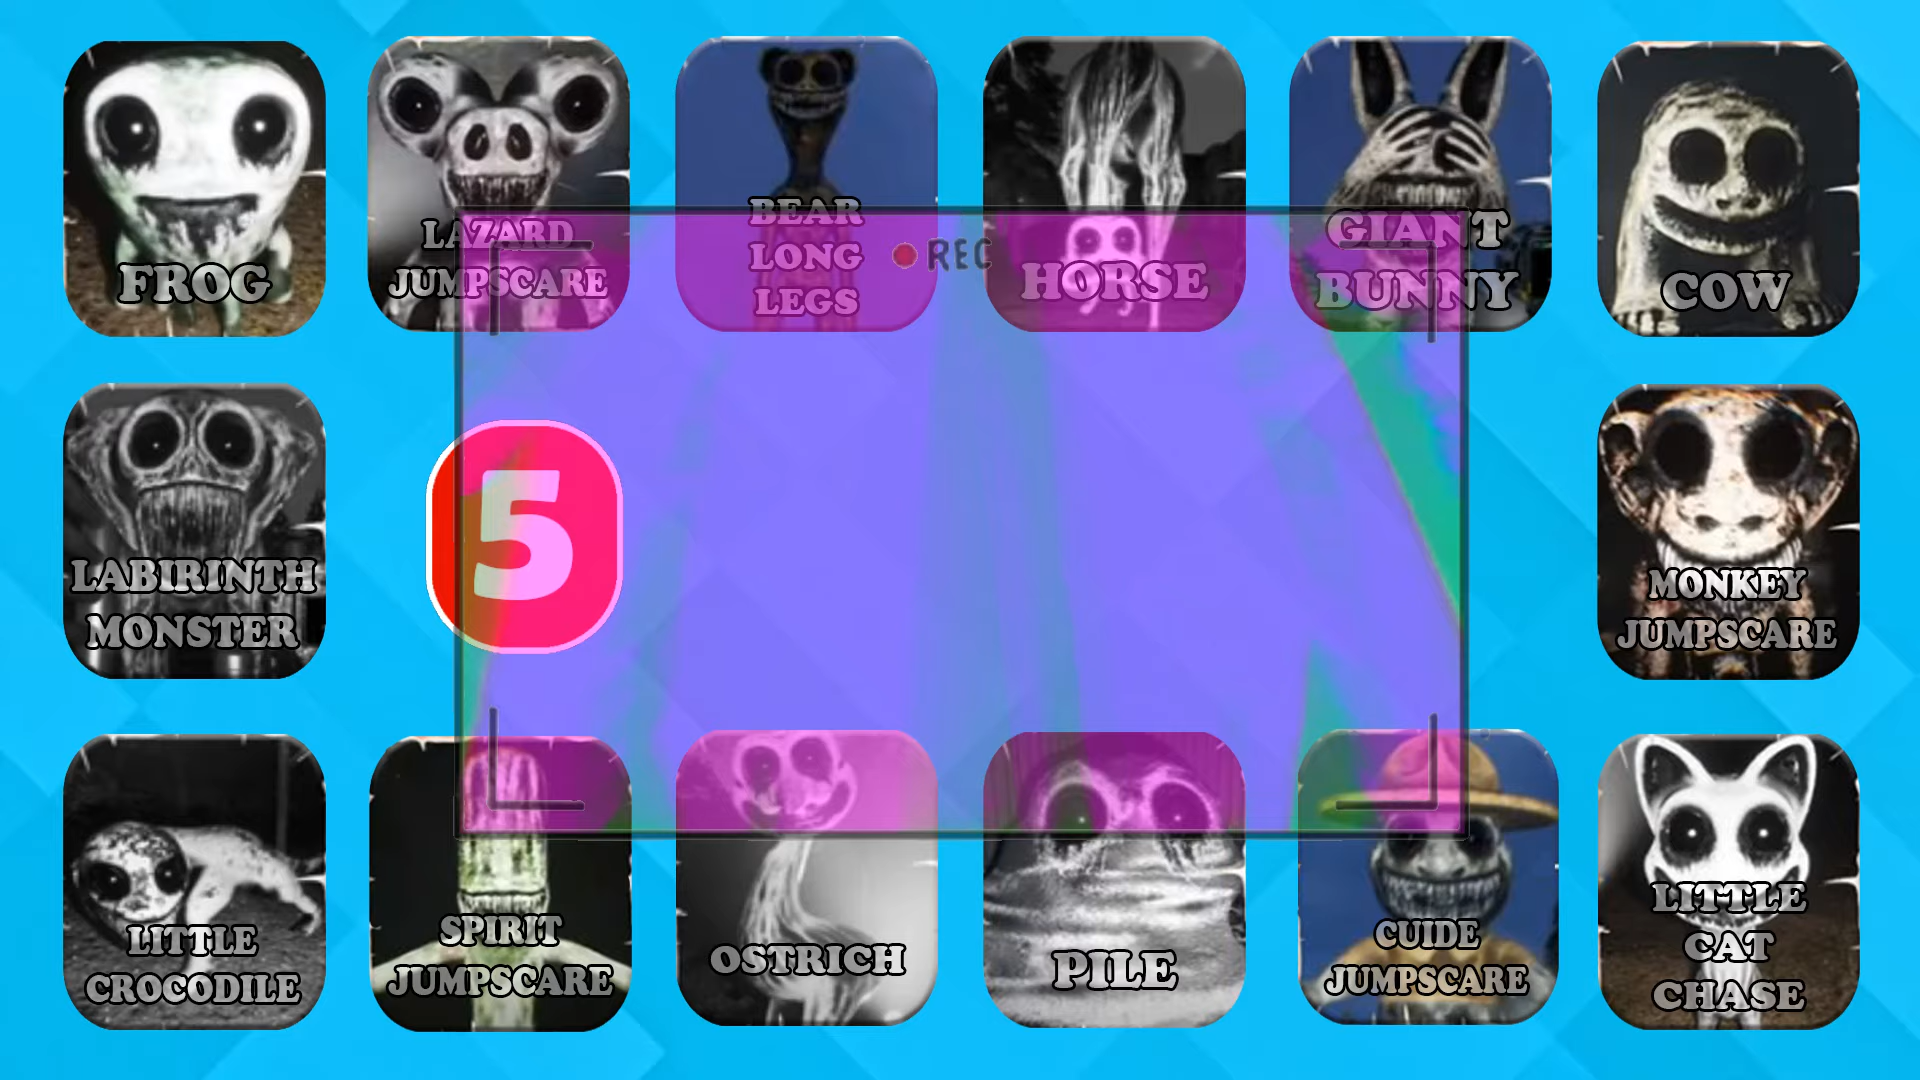 FROG
LAZARD
JUMPSCARE
BEAR
LONG
LEGS
REC
HORSE
GIANT
BUNNY
COW
LABIRINTH
MONSTER
5
MONKEY
JUMPSCARE
LITTLE
CROCODILE
SPIRIT
JUMPSCARE
OSTRICH
PILE
CUIDE
JUMPSCARE
LITTLE
CAT
CHASE